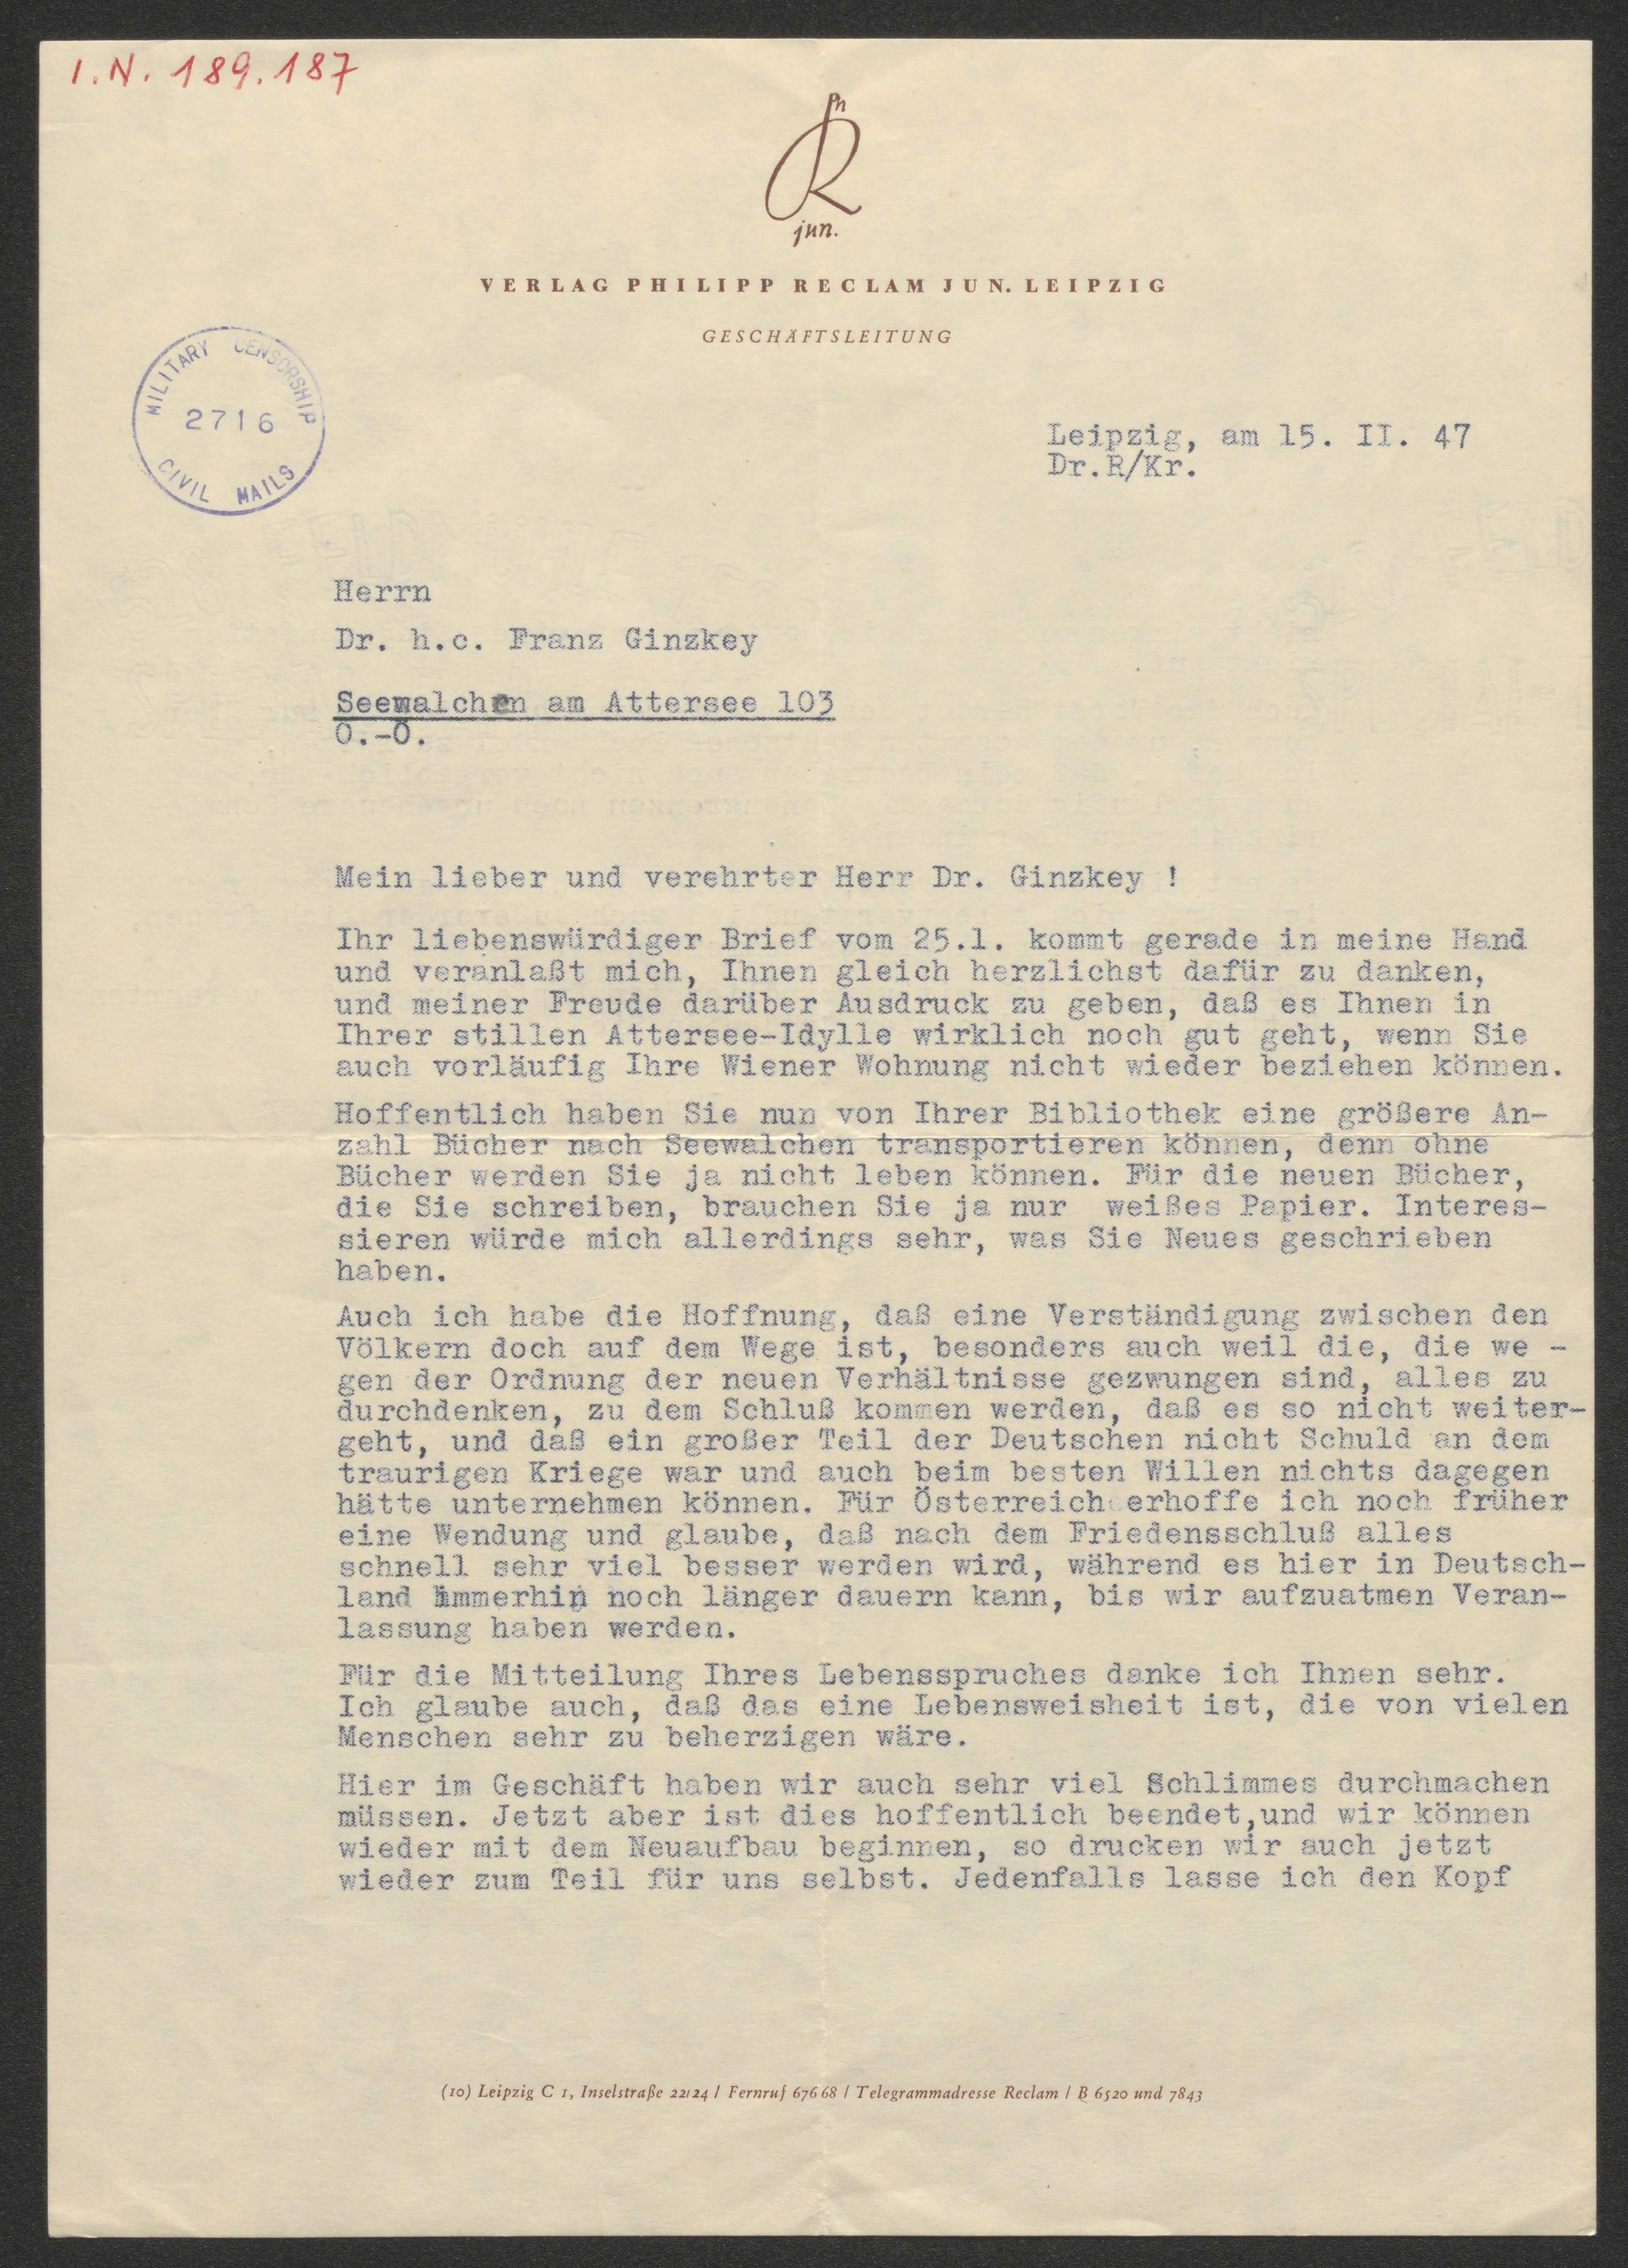 I.N. 189.187
Ph
R
jun.
VERLAG PHILIPP RECLAM JUN. LEIPZIG
GESCHÄFTSLEITUNG
MILITARY CENSORSHIP
2716
CIVIL MAILS
Leipzig, am 15. II. 47
Dr.R/Kr.
Herrn
Dr. h.c. Franz Ginzkey
Seewalchen am Attersee 103
O.-Ö.
Mein lieber und verehrter Herr Dr. Ginzkey !
Ihr liebenswürdiger Brief vom 25.1. kommt gerade in meine Hand
und veranlaßt mich, Ihnen gleich herzlichst dafür zu danken,
und meiner Freude darüber Ausdruck zu geben, daß es Ihnen in
Ihrer stillen Attersee-Idylle wirklich noch gut geht, wenn Sie
auch vorläufig Ihre Wiener Wohnung nicht wieder beziehen können.
Hoffentlich haben Sie nun von Ihrer Bibliothek eine größere An-
zahl Bücher nach Seewalchen transportieren können, denn ohne
Bücher werden Sie ja nicht leben können. Für die neuen Bücher,
die Sie schreiben, brauchen Sie ja nur weißes Papier. Interes-
sieren würde mich allerdings sehr, was Sie Neues geschrieben
haben.
Auch ich habe die Hoffnung, daß eine Verständigung zwischen den
Völkern doch auf dem Wege ist, besonders auch weil die, die we -
gen der Ordnung der neuen Verhältnisse gezwungen sind, alles zu
durchdenken, zu dem Schluß kommen werden, daß es so nicht weiter-
geht, und daß ein großer Teil der Deutschen nicht Schuld an dem
traurigen Kriege war und auch beim besten Willen nichts dagegen
hätte unternehmen können. Für Österreich erhoffe ich noch früher
eine Wendung und glaube, daß nach dem Friedensschluß alles
schnell sehr viel besser werden wird, während es hier in Deutsch-
land immerhin noch länger dauern kann, bis wir aufzuatmen Veran-
lassung haben werden.
Für die Mitteilung Ihres Lebensspruches danke ich Ihnen sehr.
Ich glaube auch, daß das eine Lebensweisheit ist, die von vielen
Menschen sehr zu beherzigen wäre.
Hier im Geschäft haben wir auch sehr viel Schlimmes durchmachen
müssen. Jetzt aber ist dies hoffentlich beendet,und wir können
wieder mit dem Neuaufbau beginnen, so drucken wir auch jetzt
wieder zum Teil für uns selbst. Jedenfalls lasse ich den Kopf
(10) Leipzig C 1, Inselstraße 22/24 / Fernruf 676 68 / Telegrammadresse Reclam / B 6520 und 7843